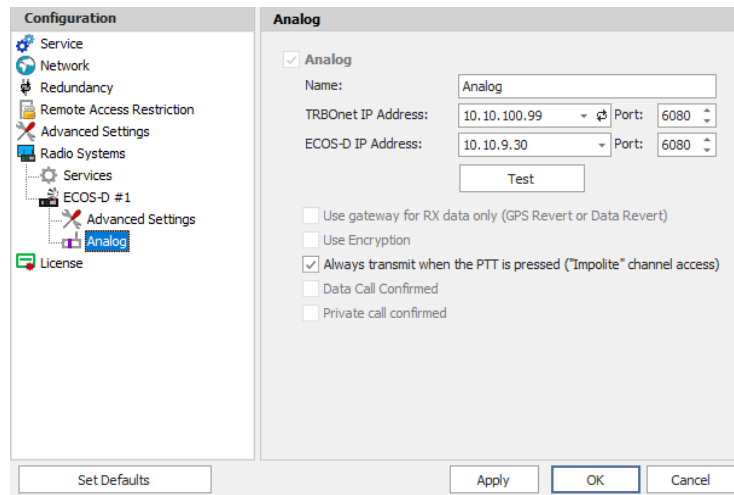 Configuration
Service
Network
Redundancy
Remote Access Restriction
Advanced Settings
Radio Systems
Services
ECOS-D #1
Advanced Settings
Analog
License
Set Defaults
Analog
Analog
Name: Analog
TRBOnet IP Address: 10.10.100.99 Port: 6080
ECOS-D IP Address: 10.10.9.30 Port: 6080
Test
Use gateway for RX data only (GPS Revert or Data Revert)
Use Encryption
Always transmit when the PTT is pressed ("Impolite" channel access)
Data Call Confirmed
Private call confirmed
Apply OK Cancel